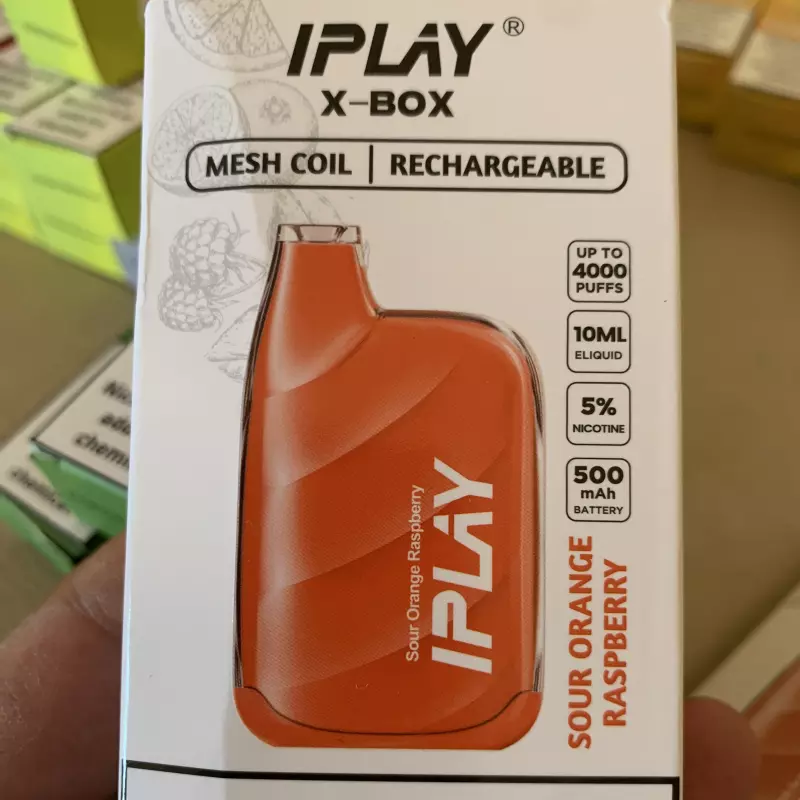 IPLAY®
X-BOX
MESH COIL | RECHARGEABLE
UP TO
4000
PUFFS
10ML
ELIQUID
5%
NICOTINE
500
mAh
BATTERY
SOUR ORANGE
RASPBERRY
Sour Orange Raspberry
IPLAY